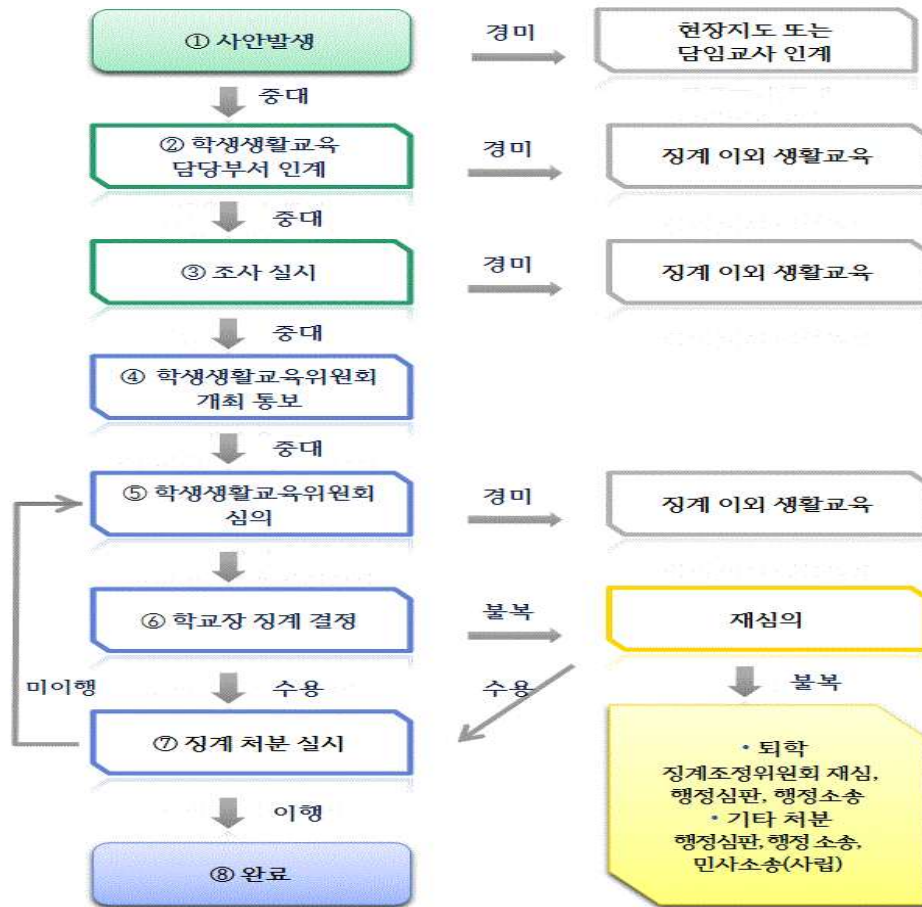 ① 사안발생
경미
현장지도 또는
담임교사 인계
중대
② 학생생활교육
담당부서 인계
경미
징계 이외 생활교육
중대
③ 조사 실시
경미
징계 이외 생활교육
중대
④ 학생생활교육위원회
개최 통보
중대
⑤ 학생생활교육위원회
심의
경미
징계 이외 생활교육
⑥ 학교장 징계 결정
불복
재심의
미이행
수용
수용
불복
⑦ 징계 처분 실시
• 퇴학
징계조정위원회 재심,
행정심판, 행정소송
• 기타 처분
행정심판, 행정 소송,
민사소송(사립)
이행
⑧ 완료